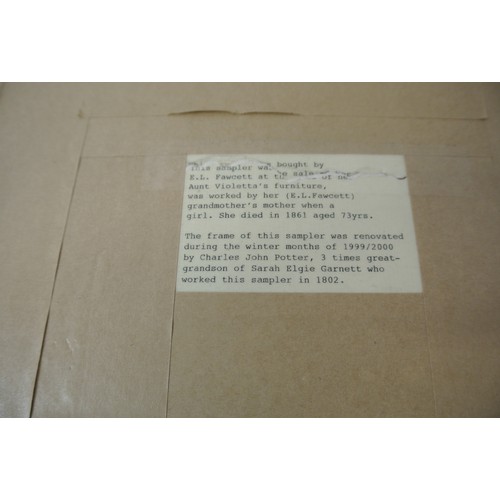 This sampler was bought by
E.L. Fawcett at the sale of
Aunt Violetta's furniture,
was worked by her (E.L.Fawcett)
grandmother's mother when a
girl. She died in 1861 aged 73yrs.
The frame of this sampler was renovated
during the winter months of 1999/2000
by Charles John Potter, 3 times great-
grandson of Sarah Elgie Garnett who
worked this sampler in 1802.